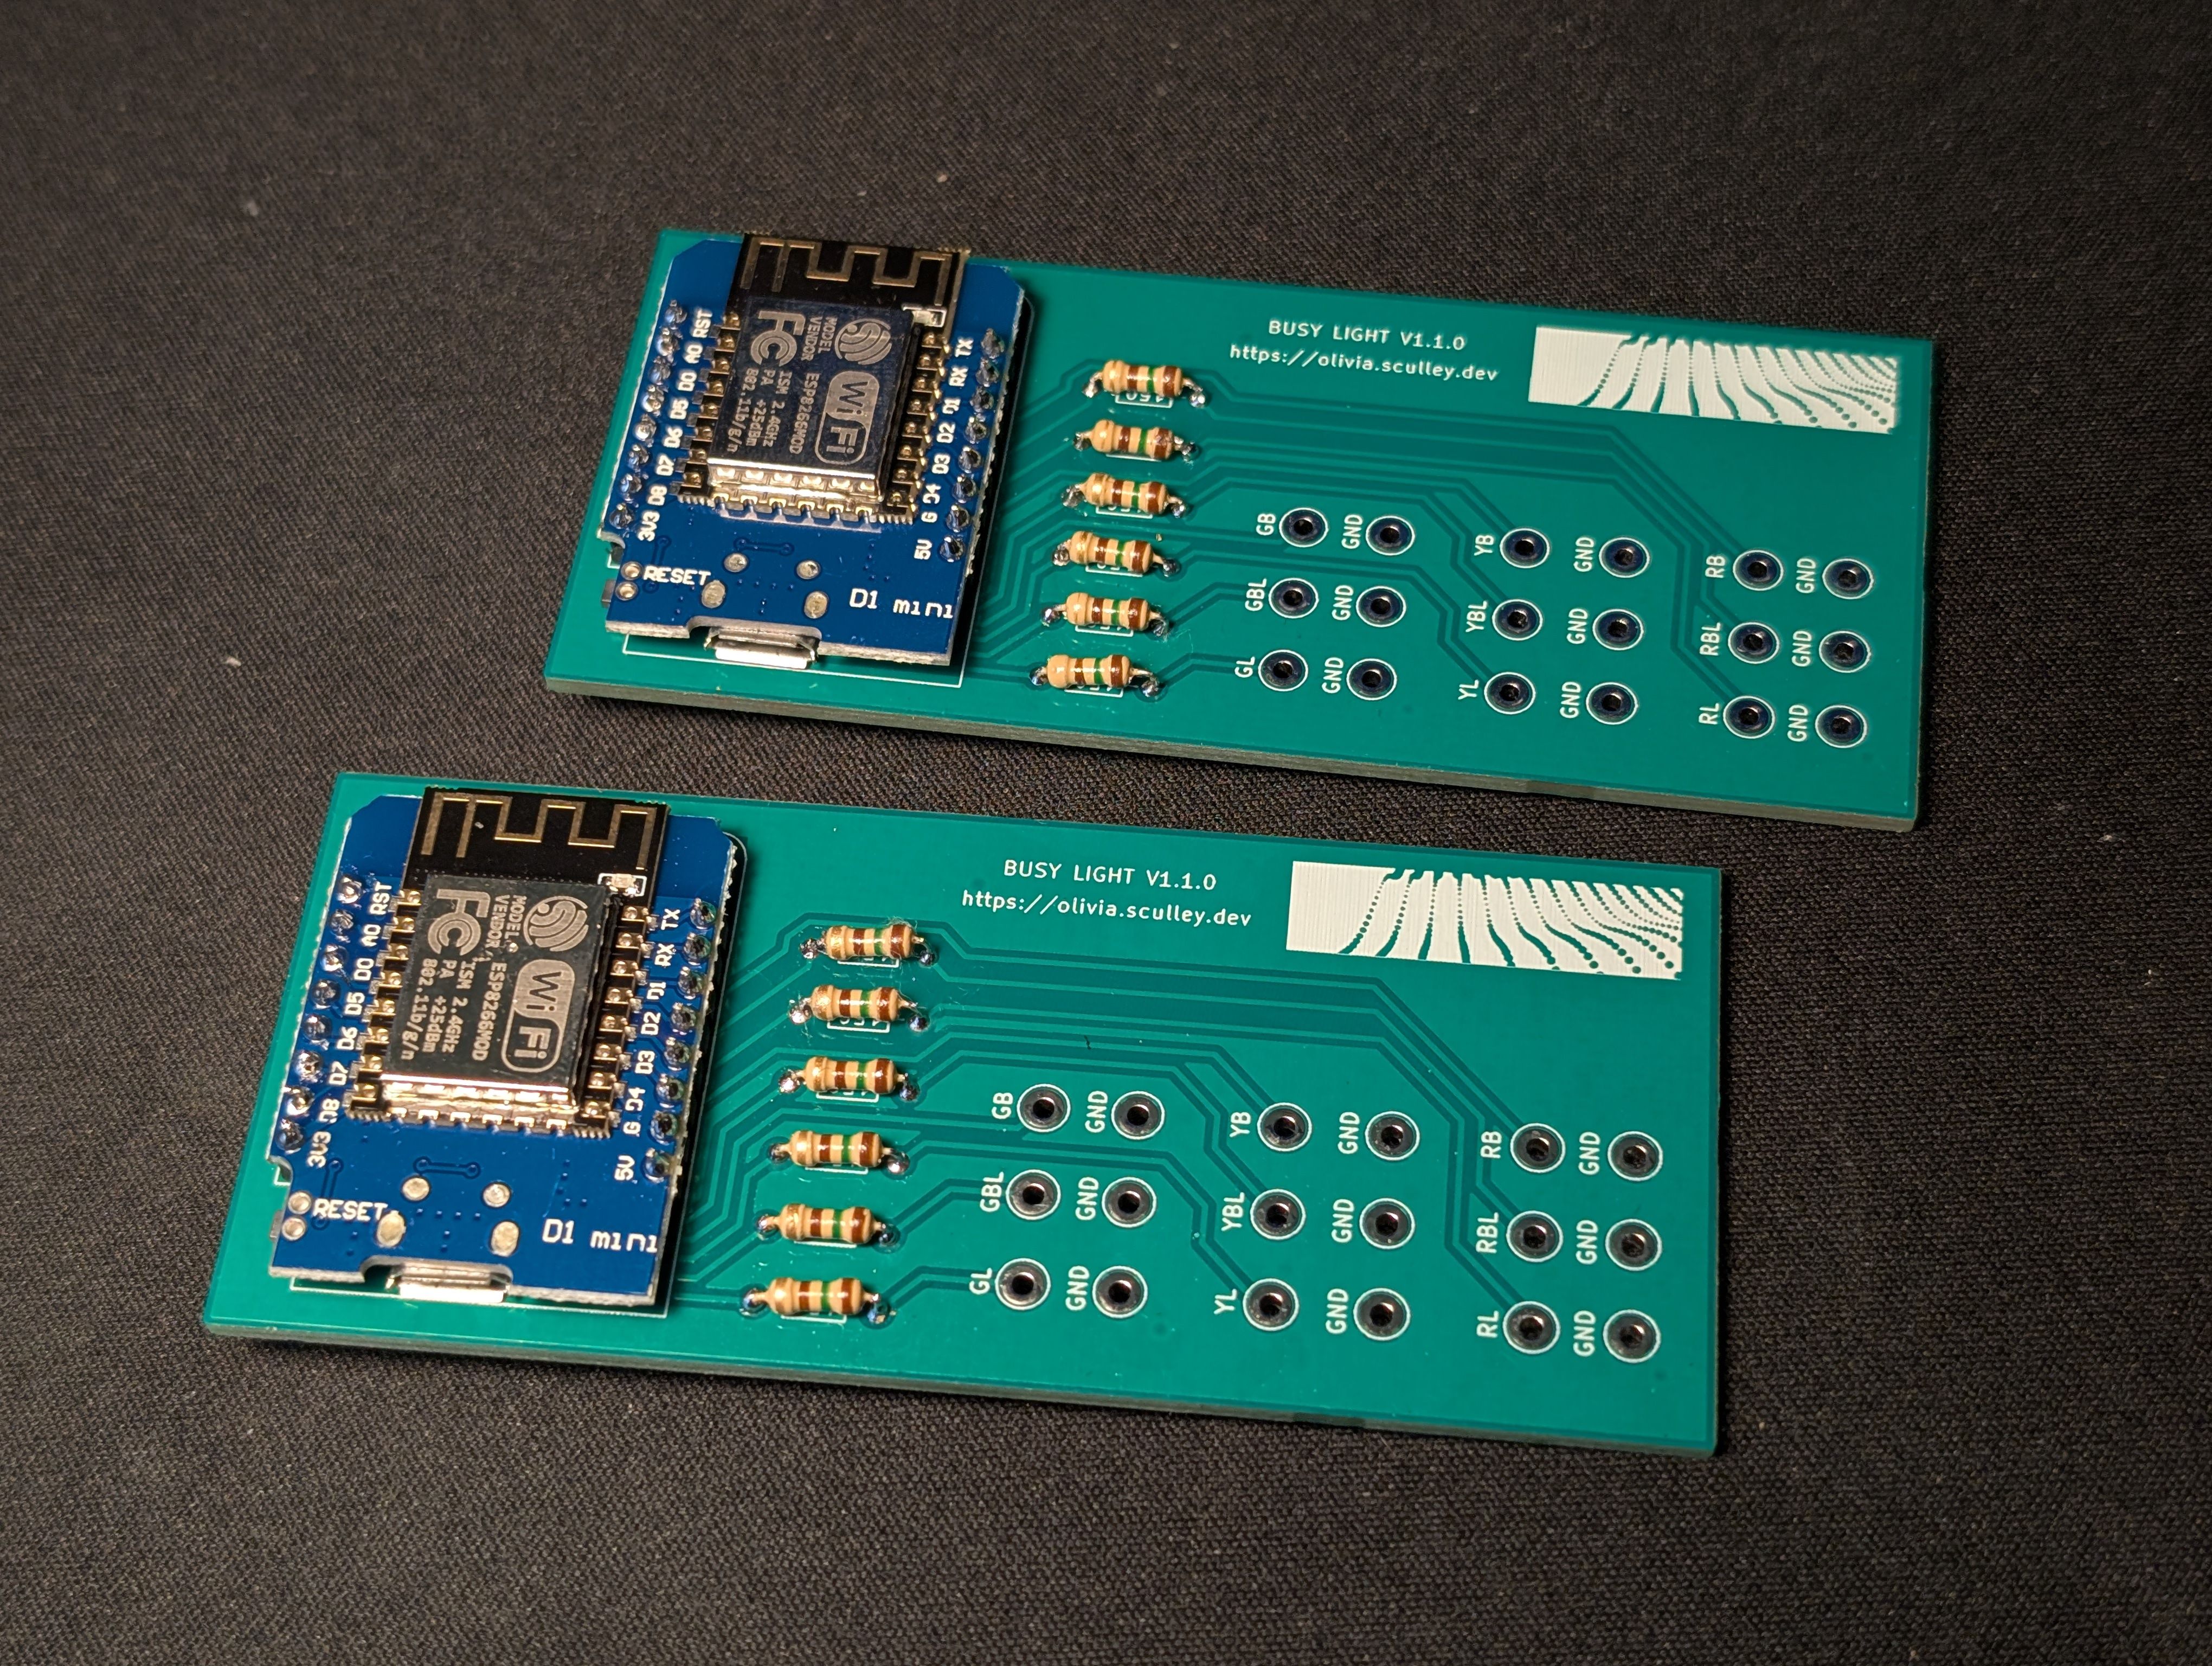 RST
A0
D0
D5
D6
D7
D8
3V3
TX
RX
D1
D2
D3
D4
G
5V
MODEL
VENDOR
ESP8266MOD
ISM 2.4GHz
PA +25dBm
802.11b/g/n
FC
WiFi
RESET
D1 mini
BUSY LIGHT V1.1.0
https://olivia.sculley.dev
GB GND YB GND RB GND
GBL GND YBL GND RBL GND
GL GND YL GND RL GND
RST
A0
D0
D5
D6
D7
D8
3V3
TX
RX
D1
D2
D3
D4
G
5V
MODEL
VENDOR
ESP8266MOD
ISM 2.4GHz
PA +25dBm
802.11b/g/n
FC
WiFi
RESET
D1 mini
BUSY LIGHT V1.1.0
https://olivia.sculley.dev
GB GND YB GND RB GND
GBL GND YBL GND RBL GND
GL GND YL GND RL GND